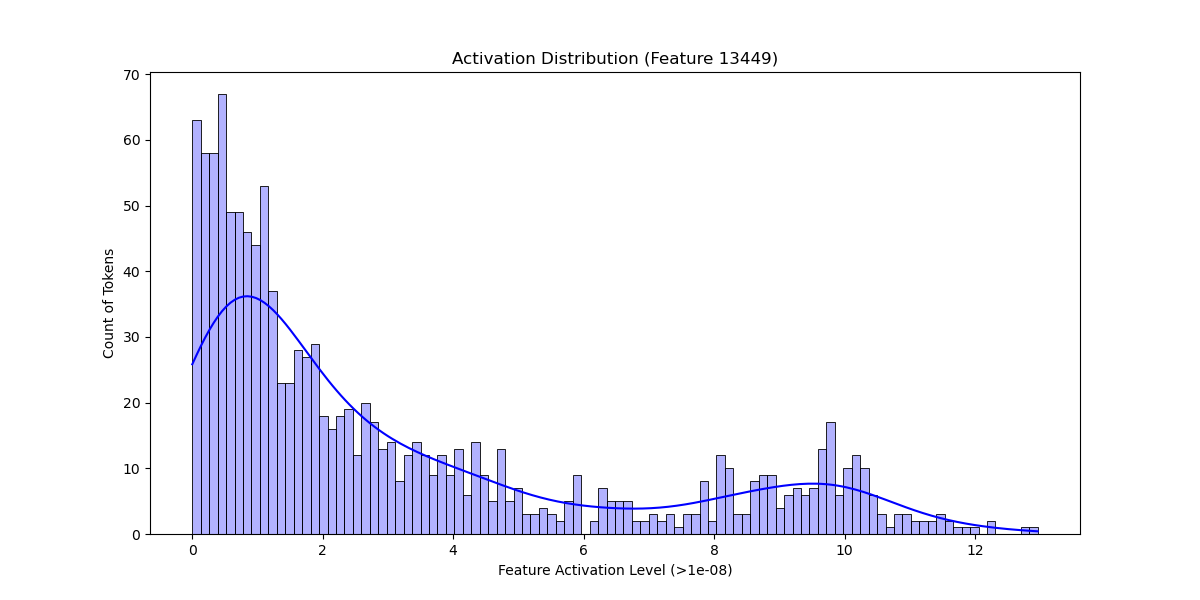 Activation Distribution (Feature 13449)
70
60
50
40
30
20
10
0
Count of Tokens
0 2 4 6 8 10 12
Feature Activation Level (>1e-08)